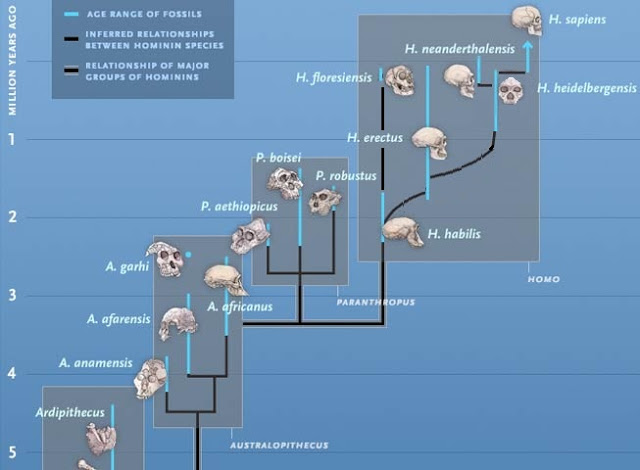 MILLION YEARS AGO
AGE RANGE OF FOSSILS
INFERRED RELATIONSHIPS
BETWEEN HOMININ SPECIES
RELATIONSHIP OF MAJOR
GROUPS OF HOMININS
H. sapiens
H. neanderthalensis
H. floresiensis
H. heidelbergensis
1
H. erectus
P. boisei
P. robustus
P. aethiopicus
2
H. habilis
A. garhi
HOMO
3
PARANTHROPUS
A. africanus
A. afarensis
A. anamensis
4
Ardipithecus
AUSTRALOPITHECUS
5